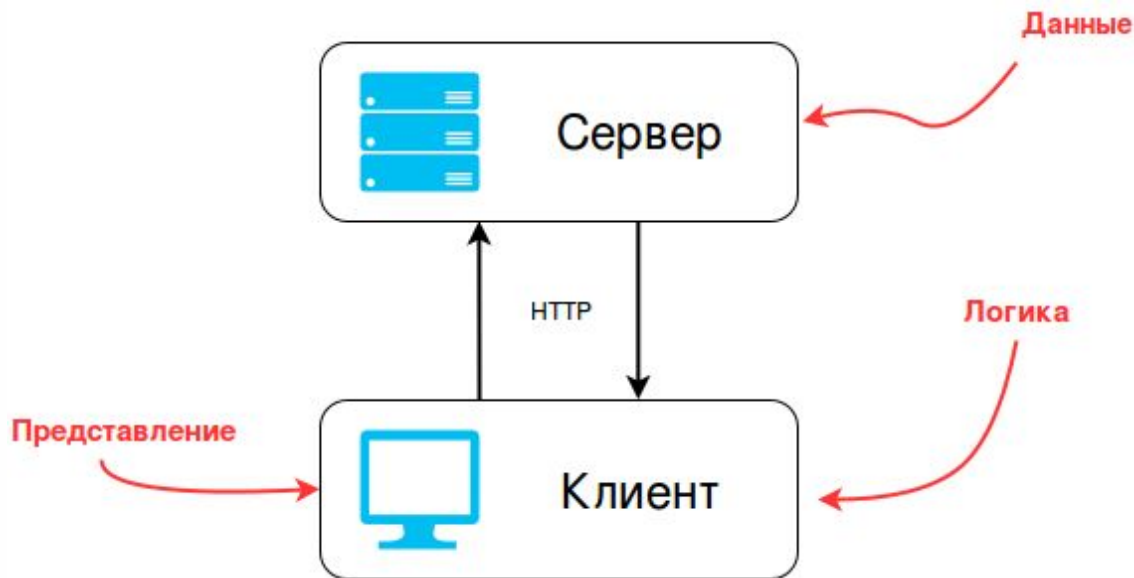 Данные
Сервер
HTTP
Логика
Представление
Клиент